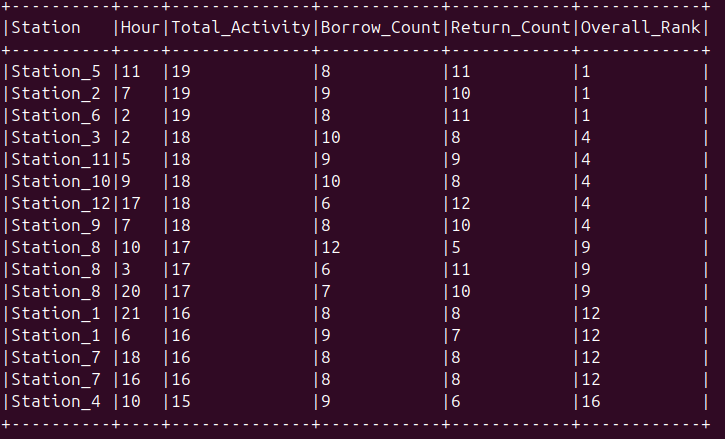 +----------+----+--------------+------------+------------+------------+
|Station   |Hour|Total_Activity|Borrow_Count|Return_Count|Overall_Rank|
+----------+----+--------------+------------+------------+------------+
|Station_5 |11  |19            |8           |11          |1           |
|Station_2 |7   |19            |9           |10          |1           |
|Station_6 |2   |19            |8           |11          |1           |
|Station_3 |2   |18            |10          |8           |4           |
|Station_11|5   |18            |9           |9           |4           |
|Station_10|9   |18            |10          |8           |4           |
|Station_12|17  |18            |6           |12          |4           |
|Station_9 |7   |18            |8           |10          |4           |
|Station_8 |10  |17            |12          |5           |9           |
|Station_8 |3   |17            |6           |11          |9           |
|Station_8 |20  |17            |7           |10          |9           |
|Station_1 |21  |16            |8           |8           |12          |
|Station_1 |6   |16            |9           |7           |12          |
|Station_7 |18  |16            |8           |8           |12          |
|Station_7 |16  |16            |8           |8           |12          |
|Station_4 |10  |15            |9           |6           |16          |
+----------+----+--------------+------------+------------+------------+